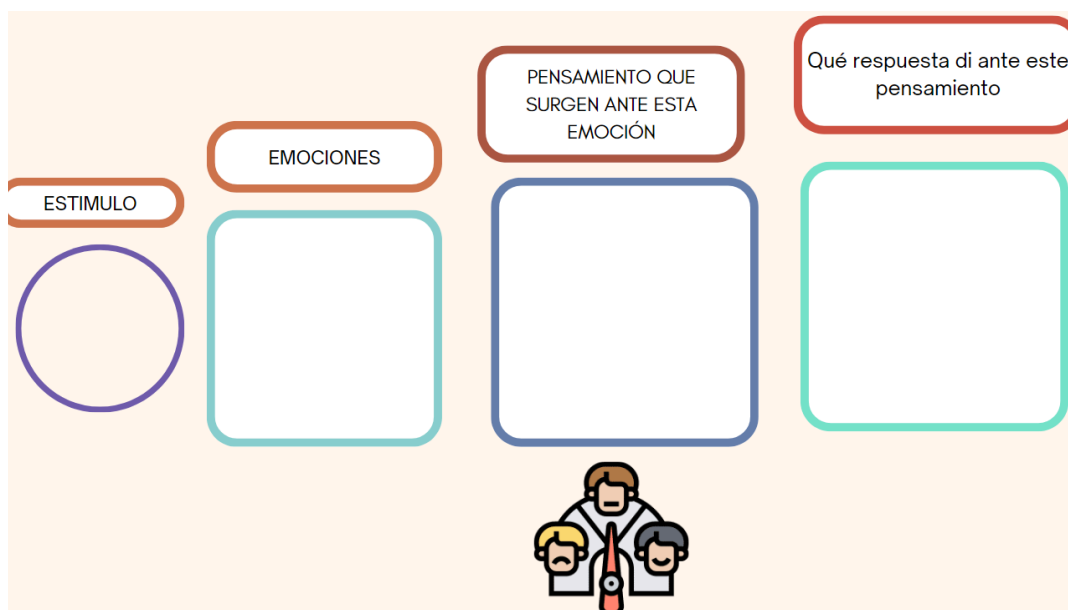 ESTIMULO
EMOCIONES
PENSAMIENTO QUE
SURGEN ANTE ESTA
EMOCIÓN
Qué respuesta di ante este
pensamiento